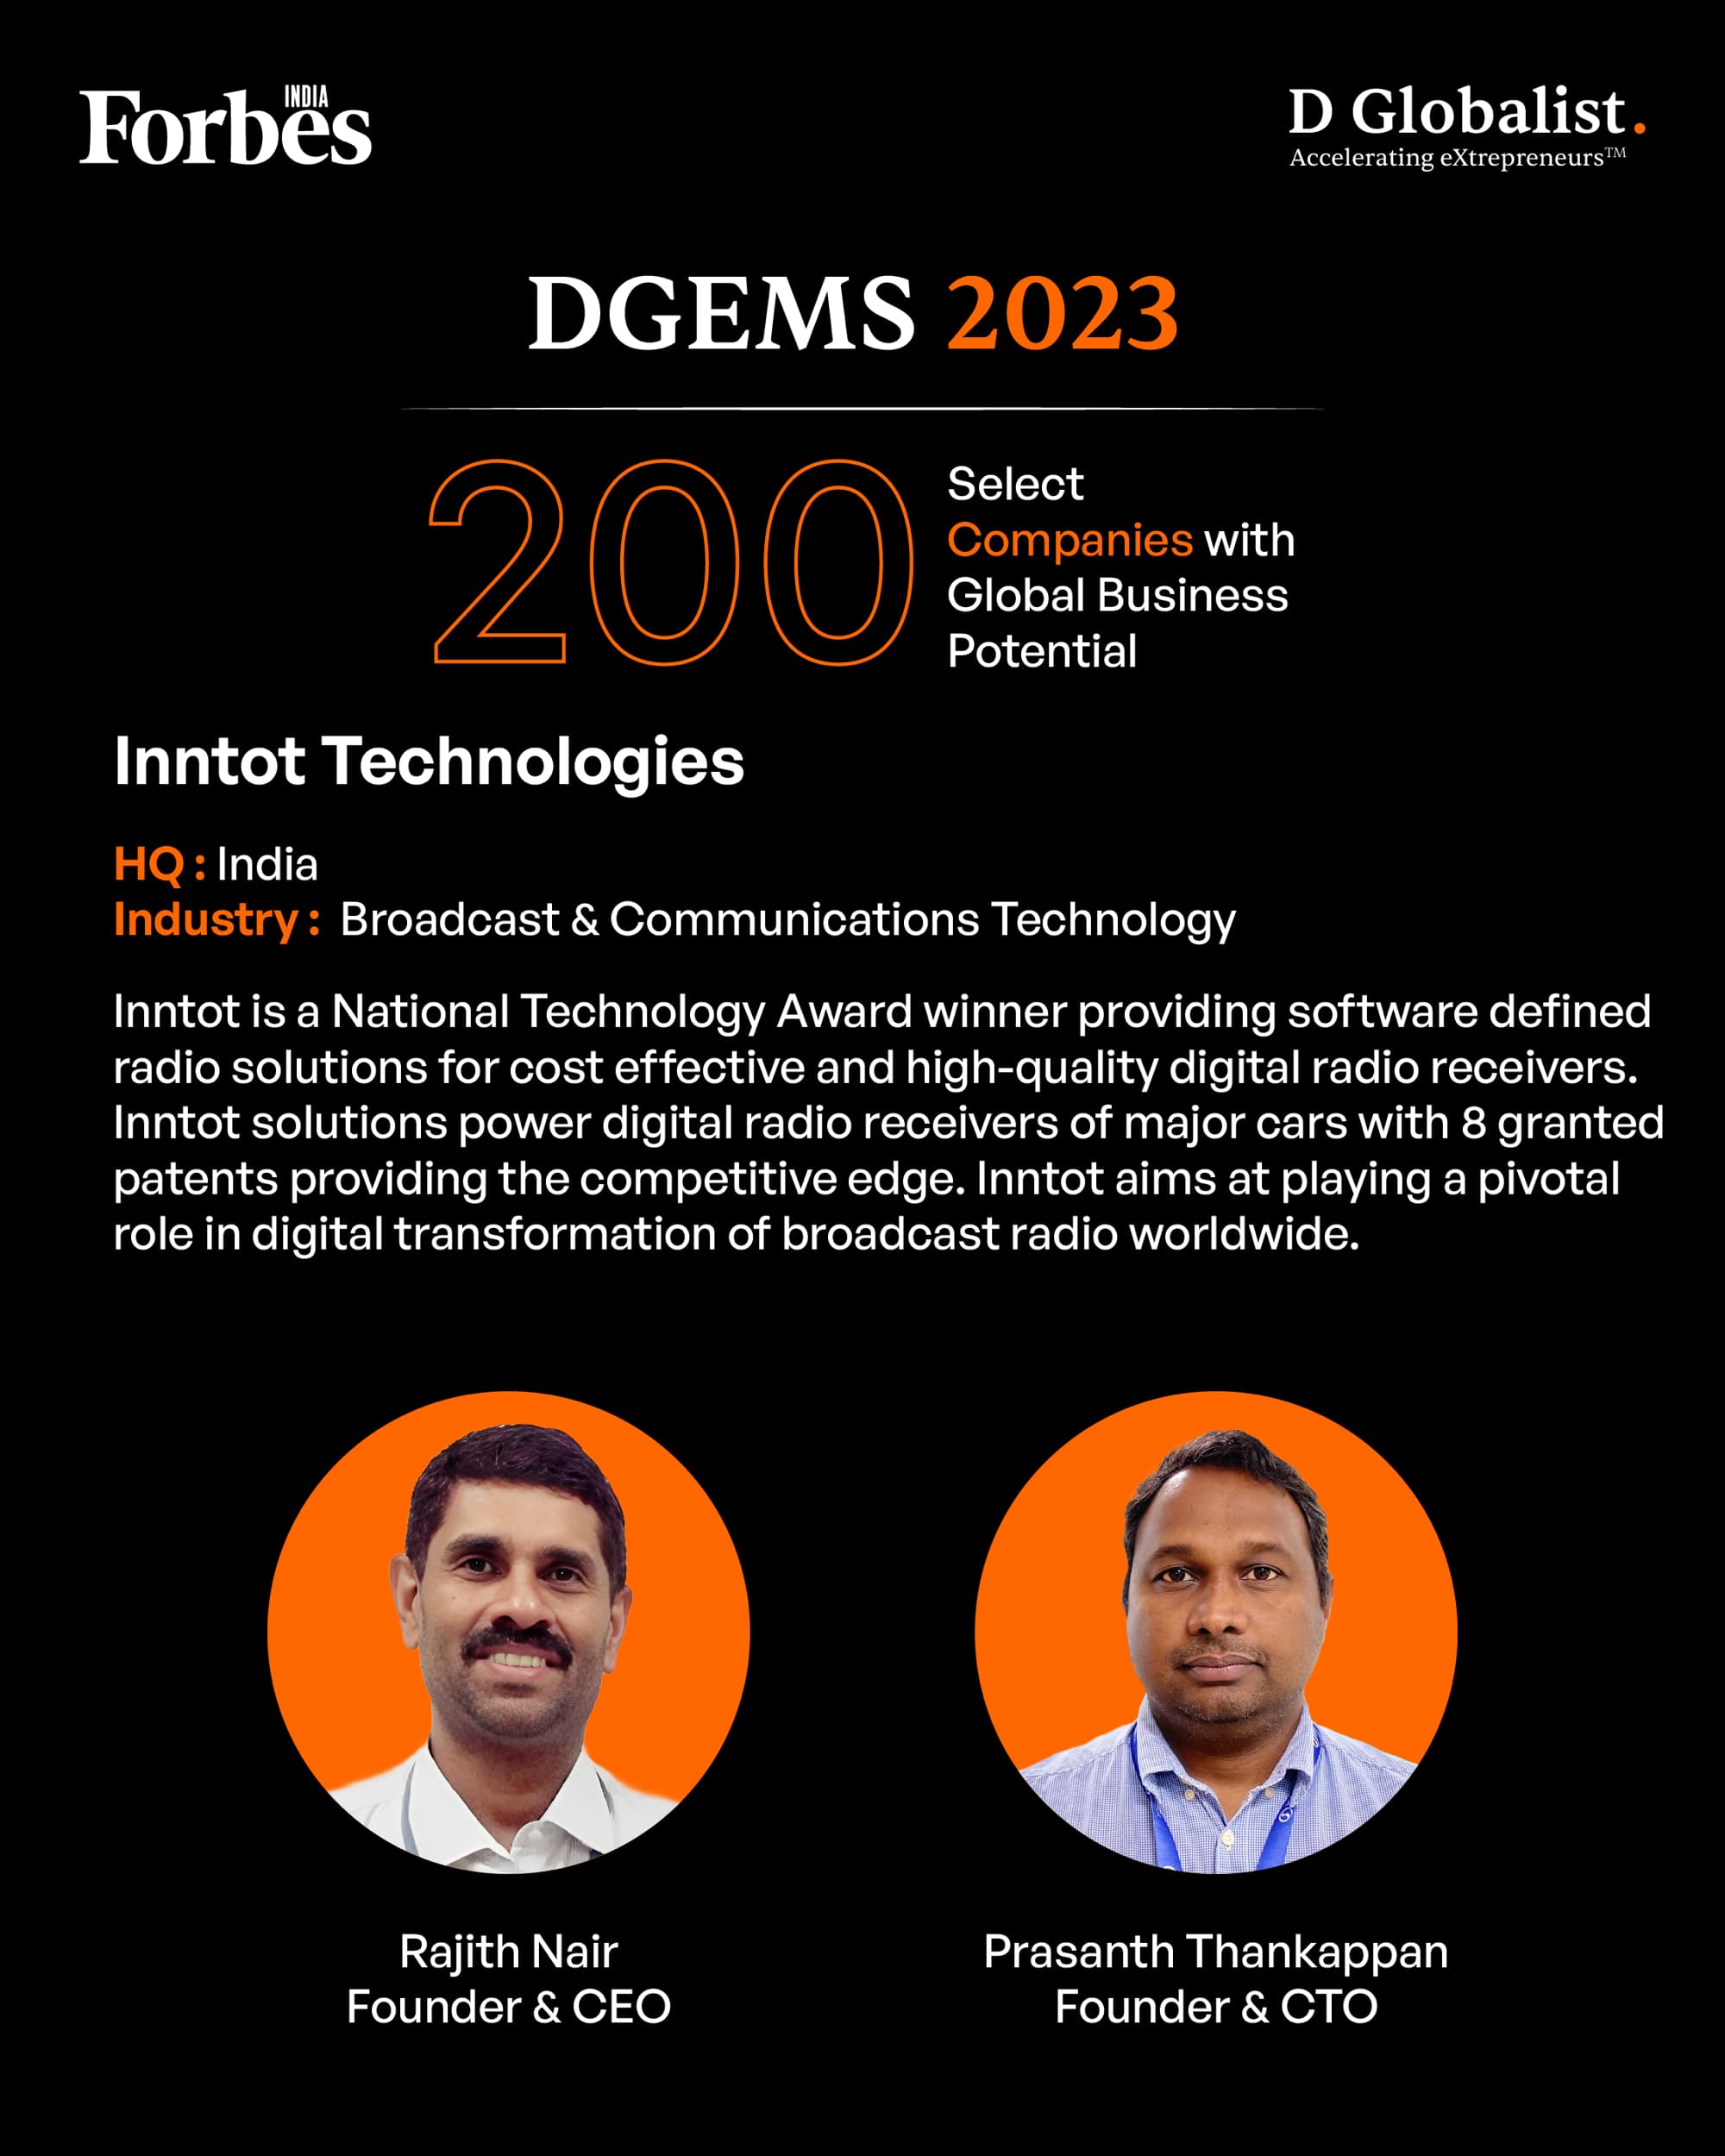 Forbes INDIA
D Globalist.
Accelerating eXtrepreneurs™
DGEMS 2023
200
Select
Companies with
Global Business
Potential
Inntot Technologies
HQ : India
Industry : Broadcast & Communications Technology
Inntot is a National Technology Award winner providing software defined
radio solutions for cost effective and high-quality digital radio receivers.
Inntot solutions power digital radio receivers of major cars with 8 granted
patents providing the competitive edge. Inntot aims at playing a pivotal
role in digital transformation of broadcast radio worldwide.
Rajith Nair
Founder & CEO
Prasanth Thankappan
Founder & CTO